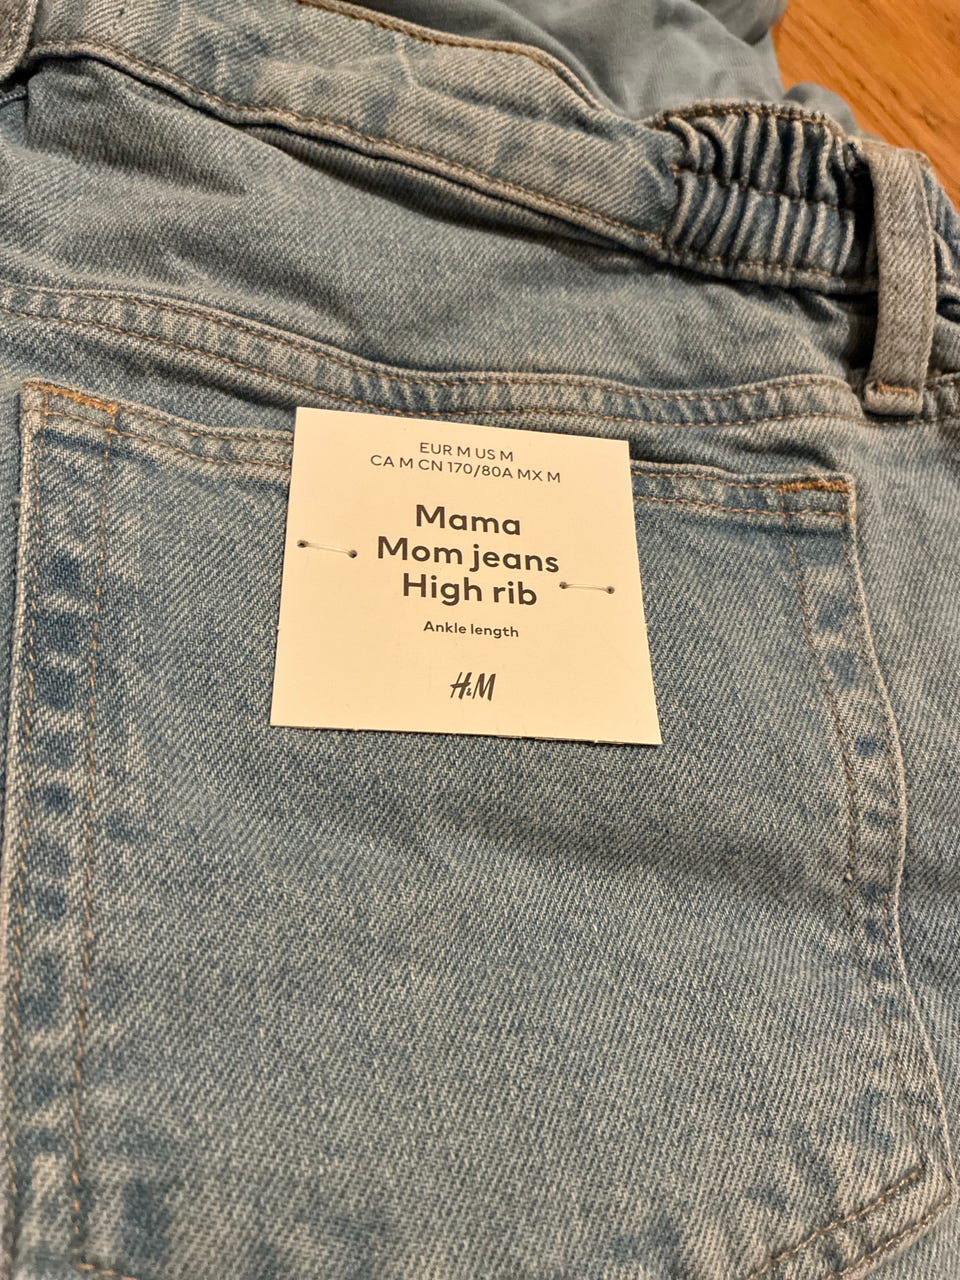 EUR M US M
CA M CN 170/80A MX M
Mama
Mom jeans
High rib
Ankle length
H&M